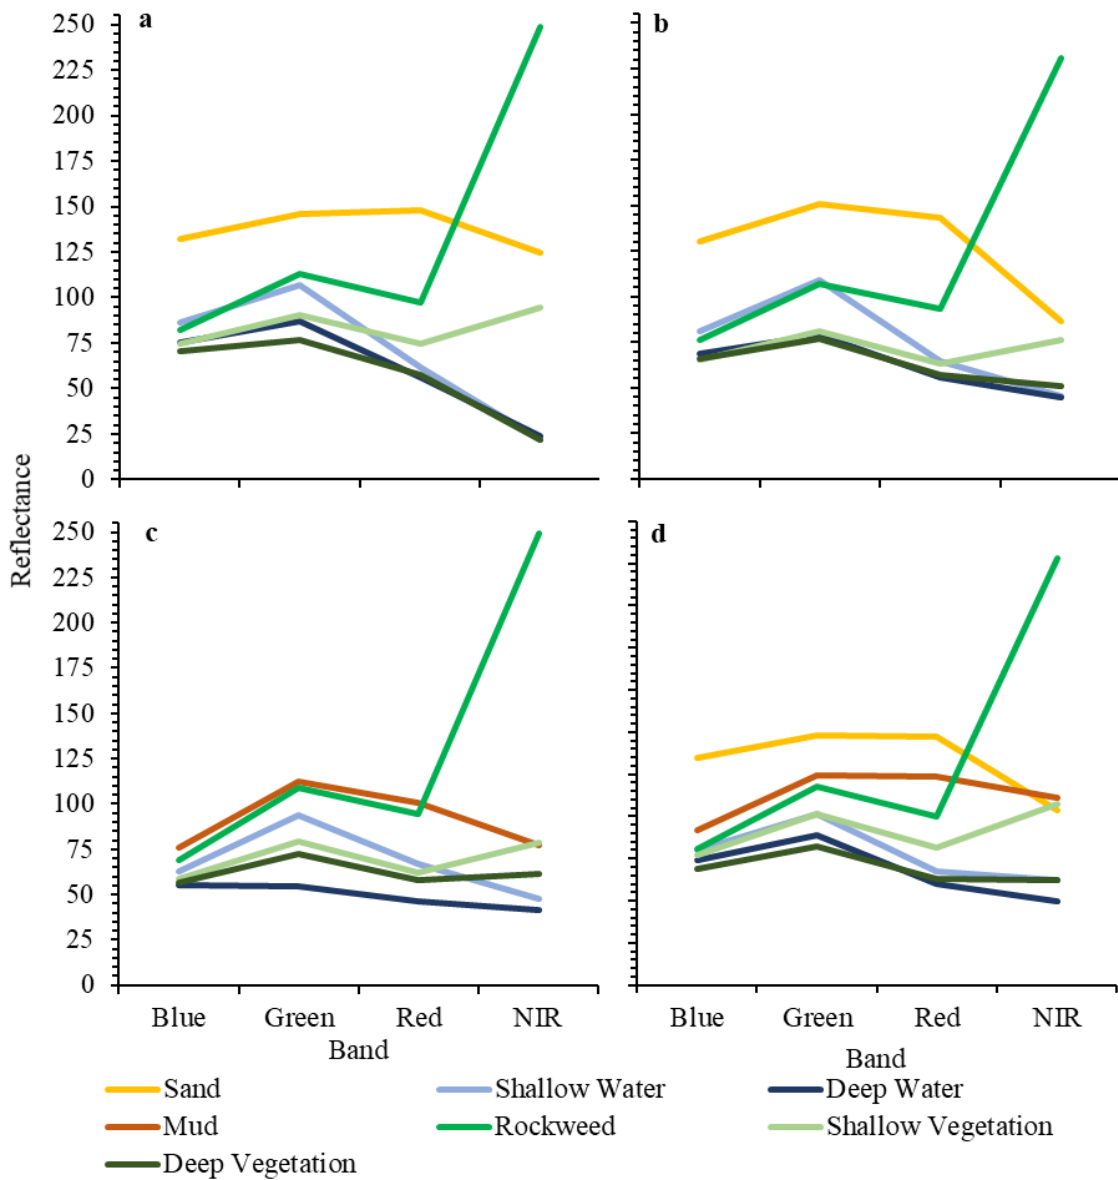 a
b
250
225
200
175
150
125
100
75
50
25
0
Reflectance
c
d
250
225
200
175
150
125
100
75
50
25
0
Blue Green Red NIR
Blue Green Red NIR
Band
Band
Sand Shallow Water Deep Water
Mud Rockweed Shallow Vegetation
Deep Vegetation